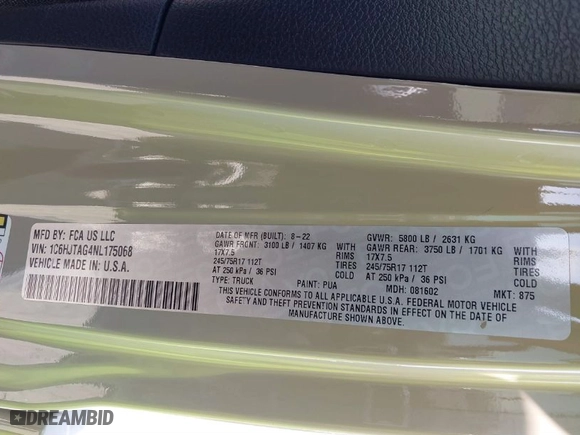 MFD BY: FCA US LLC
VIN: 1C6HJTAG4NL175068
VEHICLE MADE IN: U.S.A.
DATE OF MFR (BUILT): 8-22
GAWR FRONT: 3100 LB / 1407 KG WITH
17X7.5 RIMS
245/75R17 112T TIRES
AT 250 kPa / 36 PSI COLD
TYPE: TRUCK PAINT: PUA
GVWR: 5800 LB / 2631 KG
GAWR REAR: 3750 LB / 1701 KG WITH
17X7.5 RIMS
245/75R17 112T TIRES
AT 250 kPa / 36 PSI COLD
MDH: 081602 MKT: 875
THIS VEHICLE CONFORMS TO ALL APPLICABLE U.S.A. FEDERAL MOTOR VEHICLE
SAFETY AND THEFT PREVENTION STANDARDS IN EFFECT ON THE DATE OF
MANUFACTURE SHOWN ABOVE.
DREAMBID